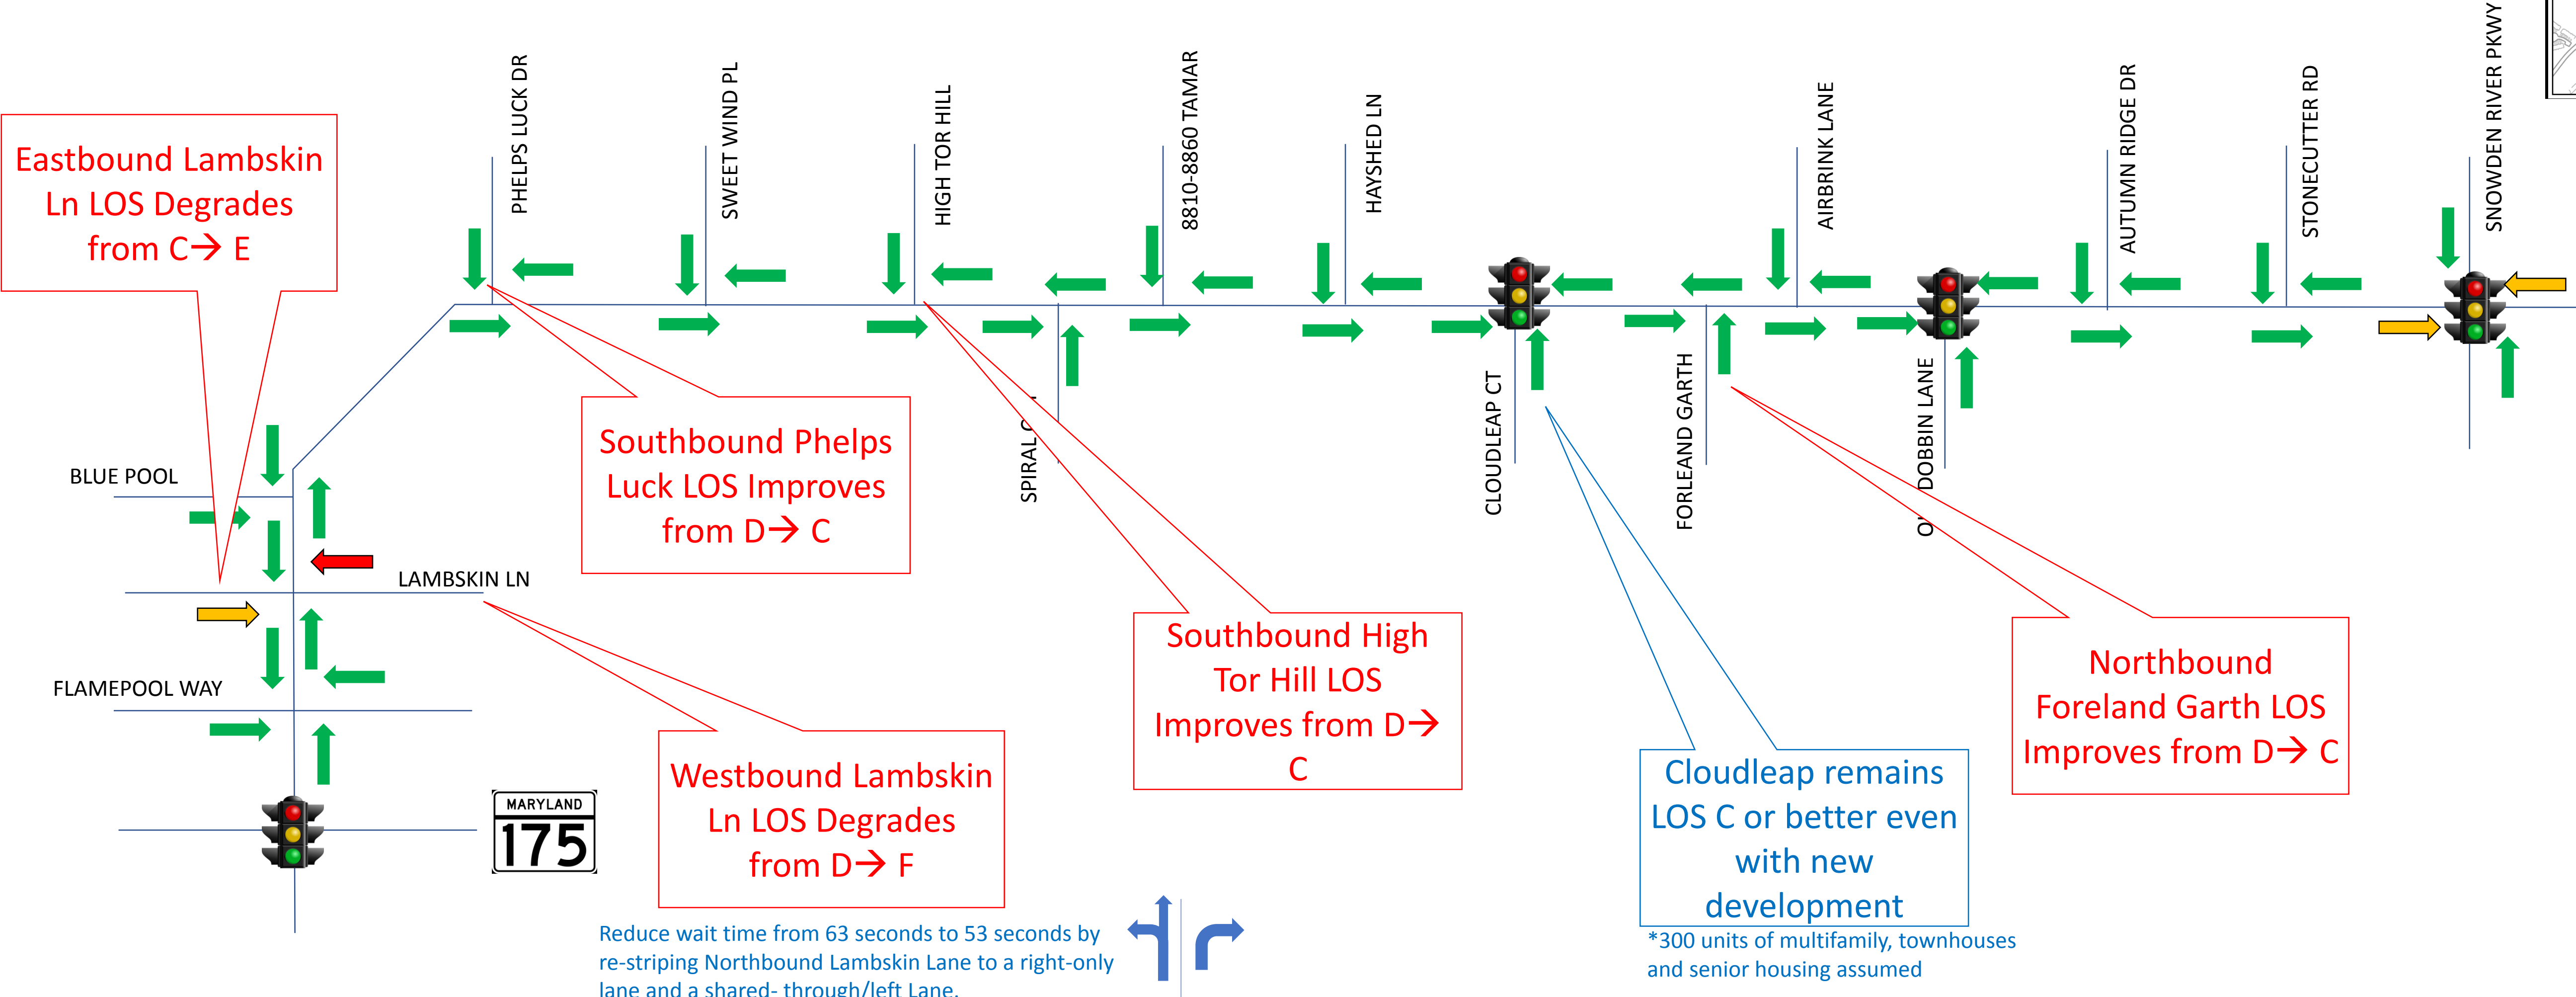 PHELPS LUCK DR
SWEET WIND PL
HIGH TOR HILL
8810-8860 TAMAR
HAYSHED LN
AIRBRINK LANE
AUTUMN RIDGE DR
STONECUTTER RD
SNOWDEN RIVER PKWY
Eastbound Lambskin
Ln LOS Degrades
from C→ E
SPIRAL
CLOUDLEAP CT
FORLEAND GARTH
DOBBIN LANE
BLUE POOL
LAMBSKIN LN
FLAMEPOOL WAY
Southbound Phelps
Luck LOS Improves
from D→ C
Southbound High
Tor Hill LOS
Improves from D→
C
Northbound
Foreland Garth LOS
Improves from D→ C
Westbound Lambskin
Ln LOS Degrades
from D→ F
MARYLAND
175
Cloudleap remains
LOS C or better even
with new
development
*300 units of multifamily, townhouses
and senior housing assumed
Reduce wait time from 63 seconds to 53 seconds by
re-striping Northbound Lambskin Lane to a right-only
lane and a shared- through/left Lane.